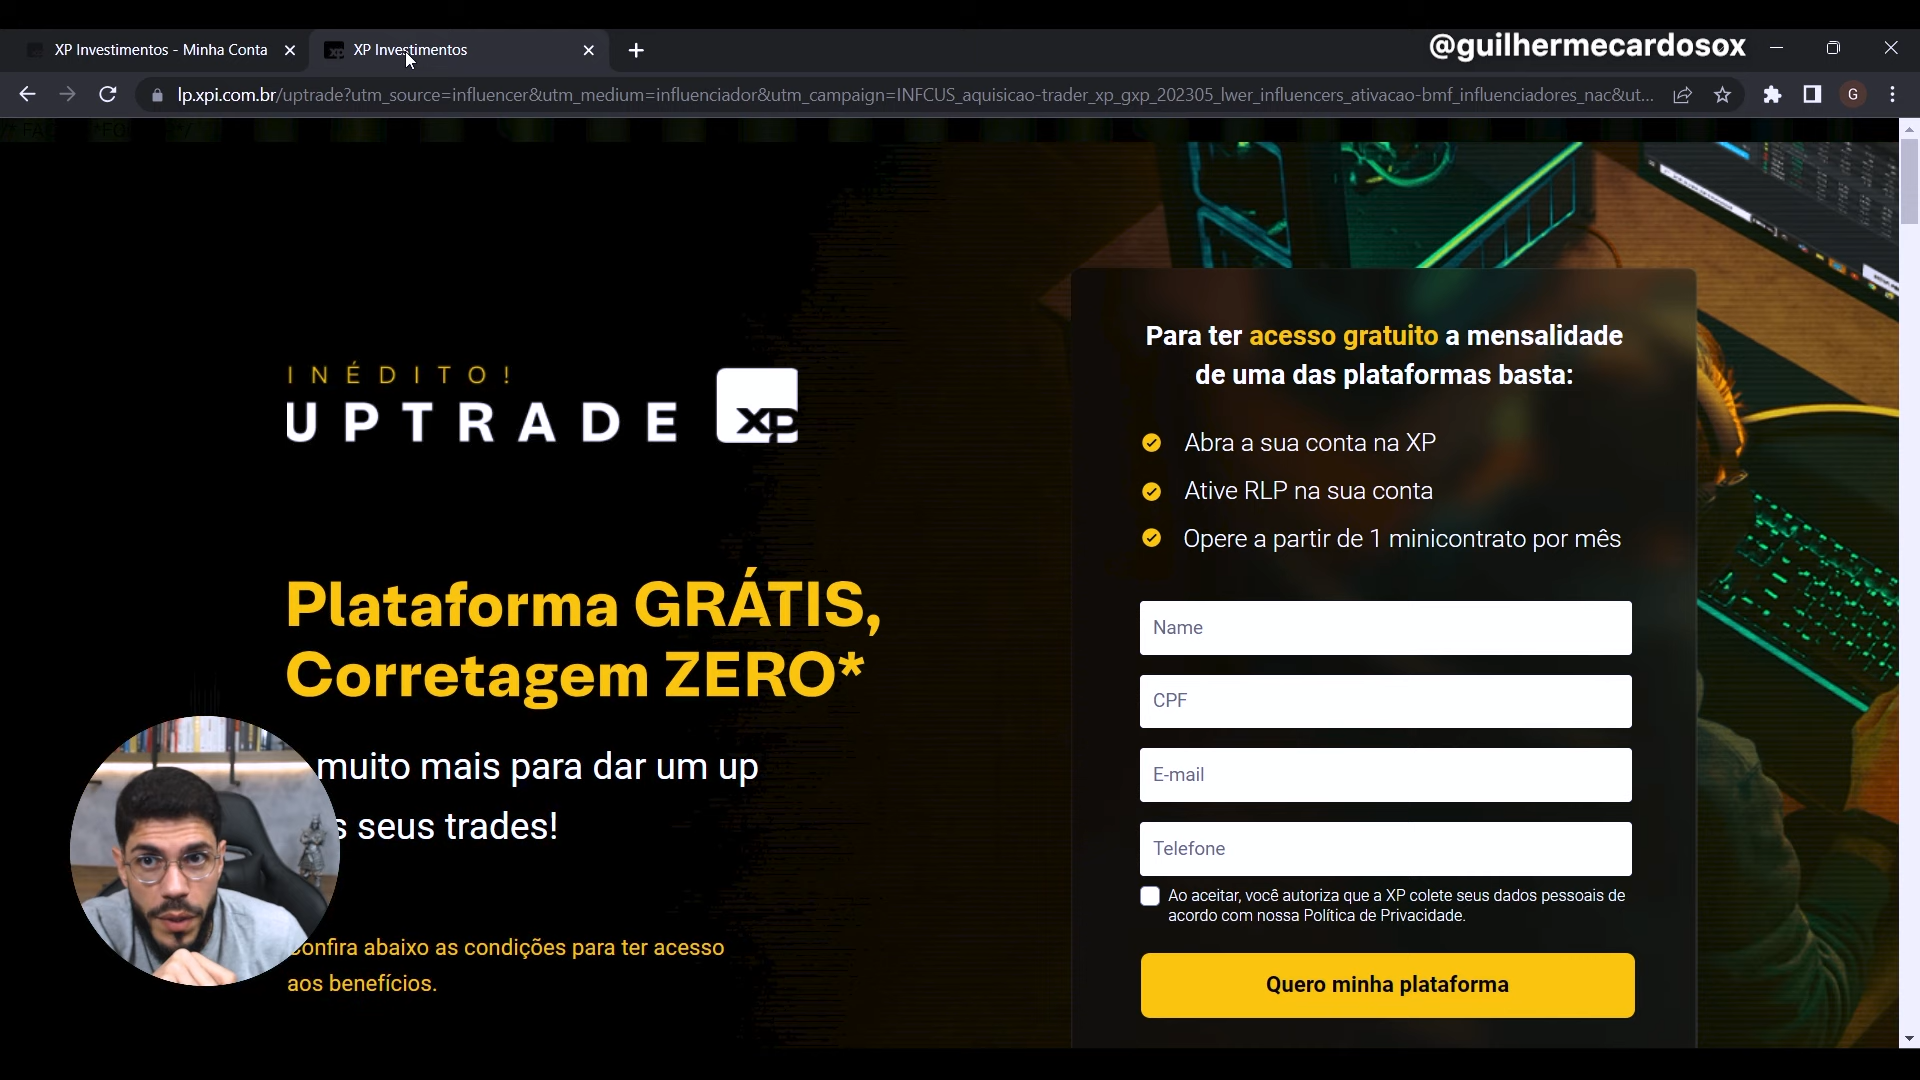 XP Investimentos - Minha Conta
XP Investimentos
@guilhermecardosox
lp.xpi.com.br/uptrade?utm_source=influencer&utm_medium=influenciador&utm_campaign=INFCUS_aquisicao-trader_xp_gxp_202305_lwer_influencers_ativacao-bmf_influenciadores_nac&ut...
G
INÉDITO!
UPTRADE XP
Plataforma GRÁTIS,
Corretagem ZERO*
muito mais para dar um up
s seus trades!
confira abaixo as condições para ter acesso
aos benefícios.
Para ter acesso gratuito a mensalidade
de uma das plataformas basta:
Abra a sua conta na XP
Ative RLP na sua conta
Opere a partir de 1 minicontrato por mês
Name
CPF
E-mail
Telefone
Ao aceitar, você autoriza que a XP colete seus dados pessoais de
acordo com nossa Política de Privacidade.
Quero minha plataforma